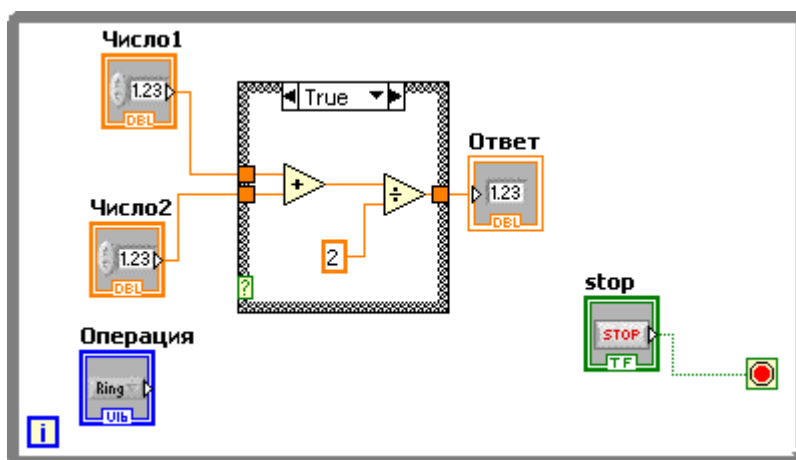 Число1
1.23
DBL
True
+
÷
Ответ
1.23
DBL
Число2
1.23
DBL
2
?
stop
STOP
TF
Операция
Ring
U16
i